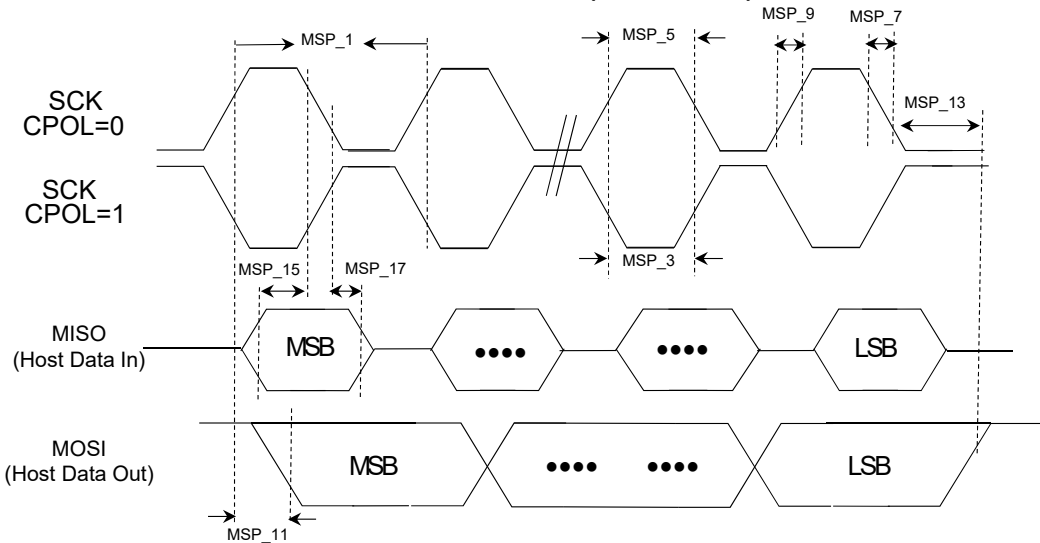 MSP_1
MSP_5
MSP_9
MSP_7
SCK
CPOL=0
MSP_13
SCK
CPOL=1
MSP_3
MSP_15
MSP_17
MISO
(Host Data In)
MSB
••••
••••
LSB
MOSI
(Host Data Out)
MSB
••••
••••
LSB
MSP_11